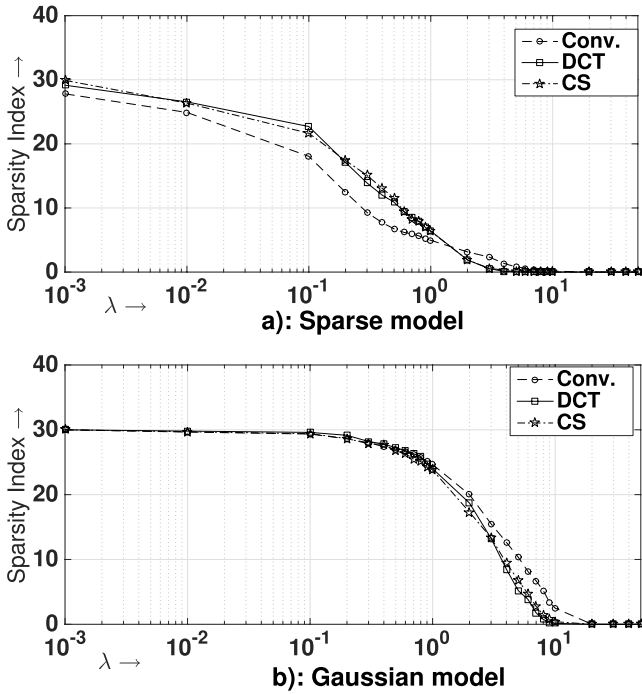 40
30
20
10
0
Sparsity Index →
Conv.
DCT
CS
10^-3 10^-2 10^-1 10^0 10^1
λ →
a): Sparse model
40
30
20
10
0
Sparsity Index →
Conv.
DCT
CS
10^-3 10^-2 10^-1 10^0 10^1
λ →
b): Gaussian model